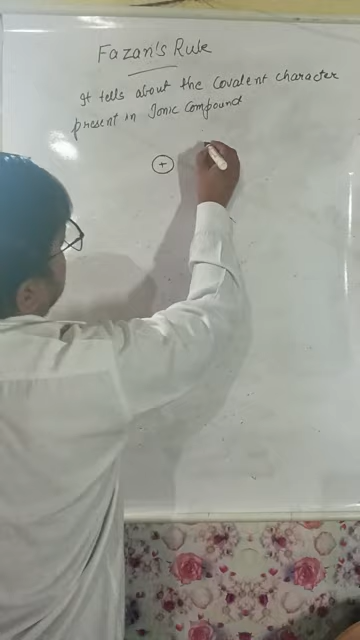 Fazan's Rule
It tells about the Covalent character
present in Ionic Compound
+